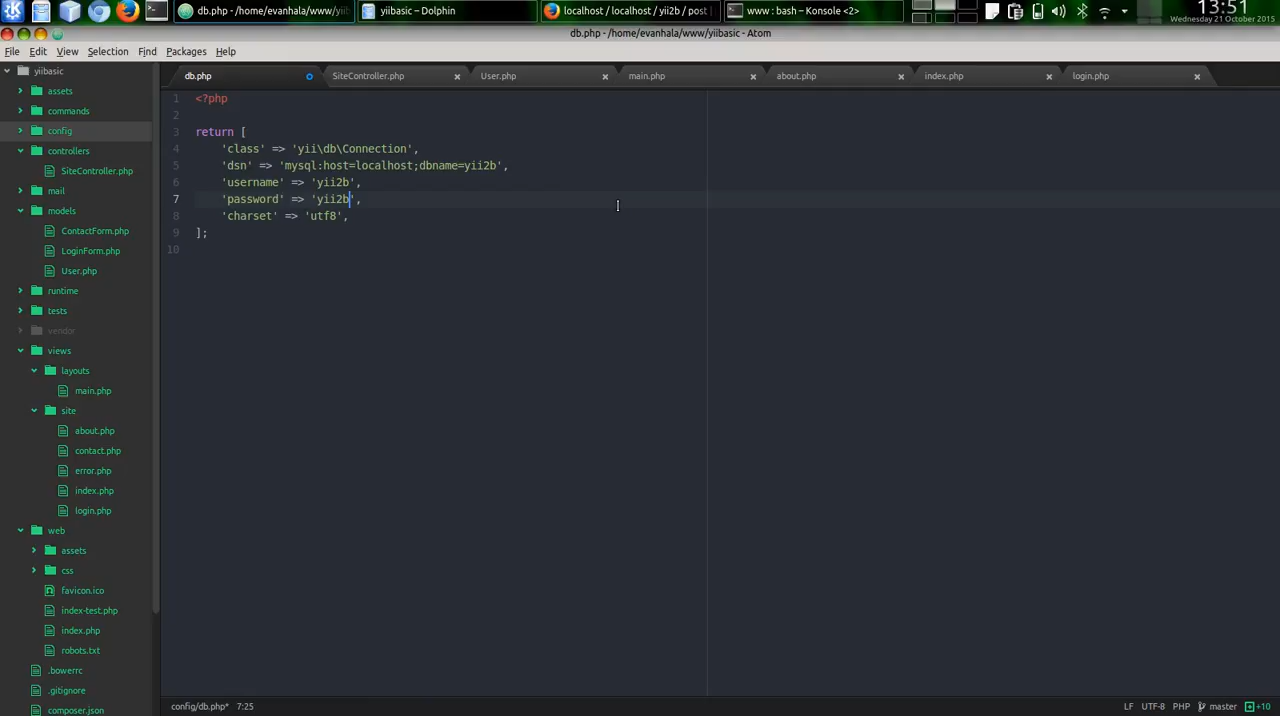 db.php - /home/evanhala/www/yiibasic
yiibasic - Dolphin
localhost / localhost / yii2b / post |
www : bash – Konsole <2>
13:51
Wednesday 21 October 2015
db.php - /home/evanhala/www/yiibasic - Atom
File Edit View Selection Find Packages Help
yiibasic
assets
commands
config
controllers
SiteController.php
mail
models
ContactForm.php
LoginForm.php
User.php
runtime
tests
vendor
views
layouts
main.php
site
about.php
contact.php
error.php
index.php
login.php
web
assets
css
favicon.ico
index-test.php
index.php
robots.txt
.bowerrc
.gitignore
composer.json
db.php SiteController.php User.php main.php about.php index.php login.php
1 <?php
2
3 return [
4 'class' => 'yii\db\Connection',
5 'dsn' => 'mysql:host=localhost;dbname=yii2b',
6 'username' => 'yii2b',
7 'password' => 'yii2b',
8 'charset' => 'utf8',
9 ];
10
config/db.php* 7:25
LF UTF-8 PHP master +10